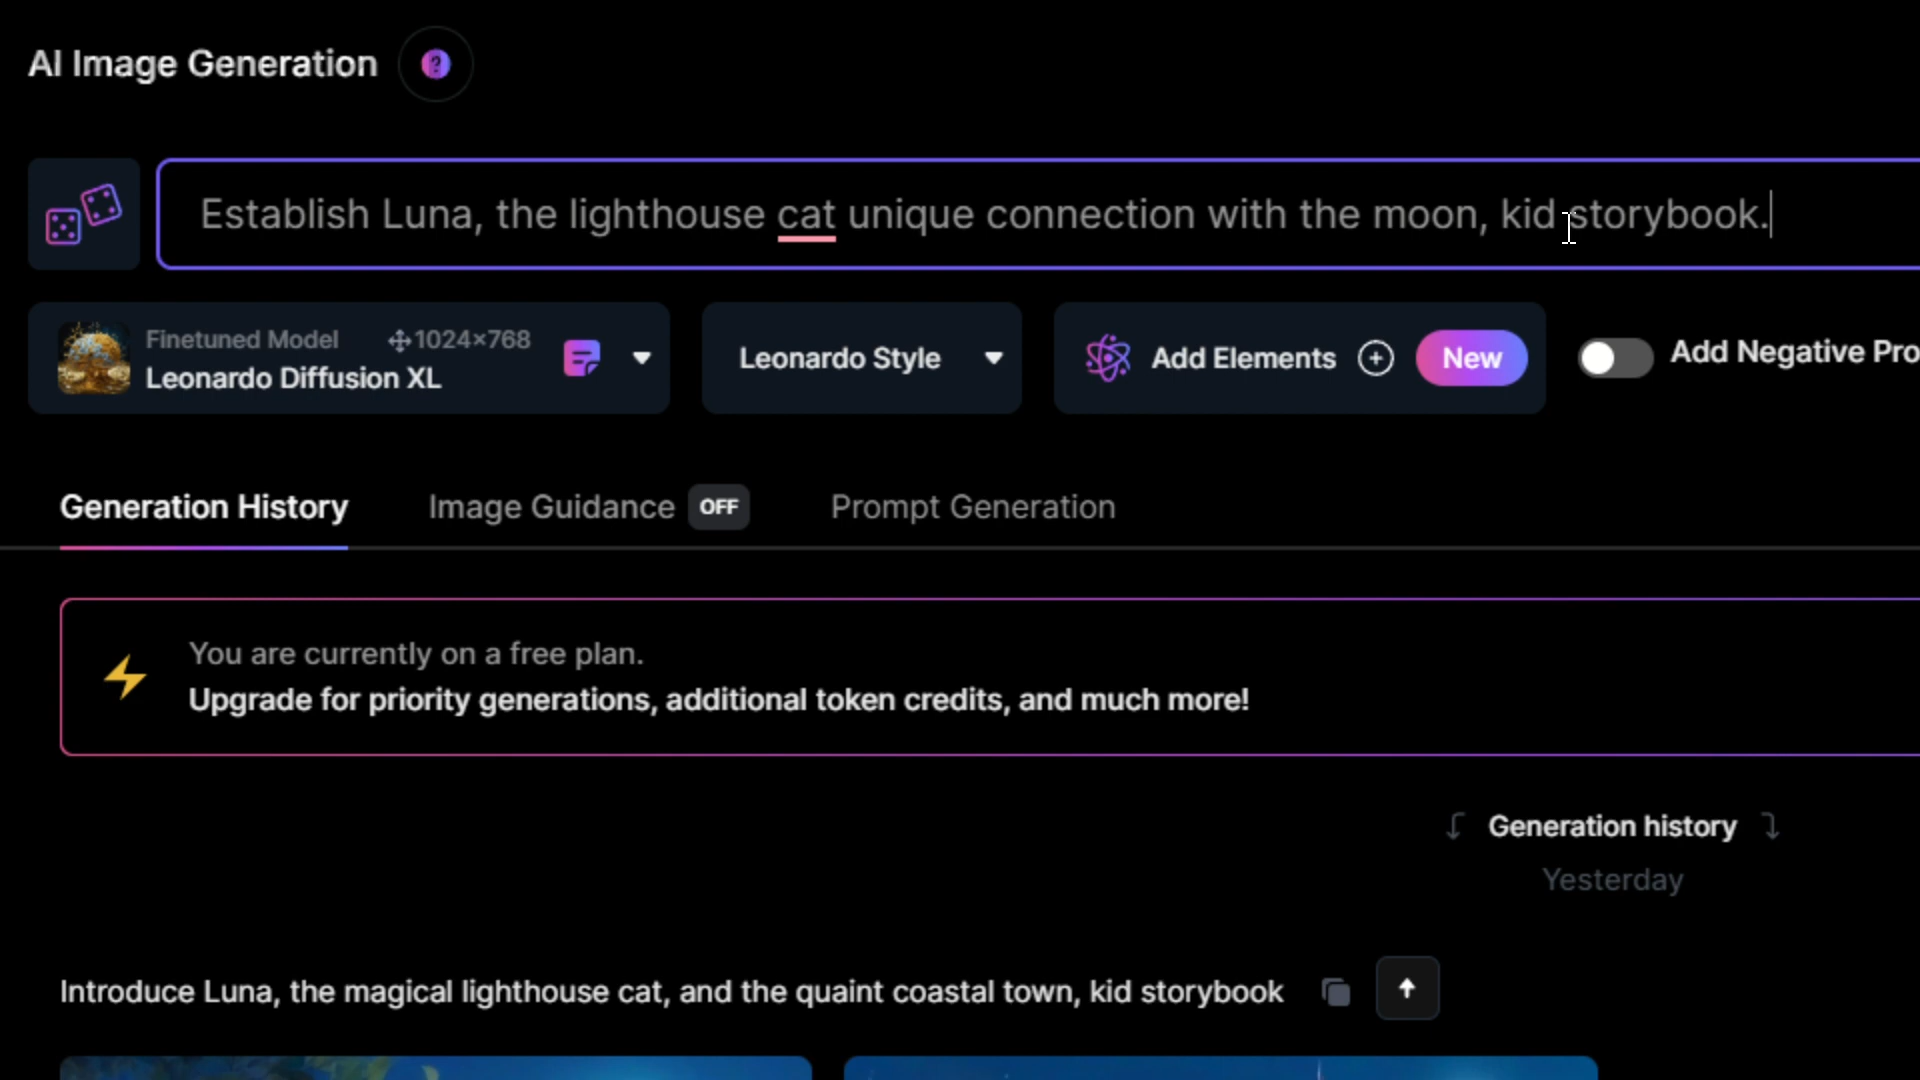 AI Image Generation
?
Establish Luna, the lighthouse cat unique connection with the moon, kid storybook.
Finetuned Model 1024×768
Leonardo Diffusion XL
Leonardo Style
Add Elements
New
Add Negative Pro
Generation History
Image Guidance OFF
Prompt Generation
You are currently on a free plan.
Upgrade for priority generations, additional token credits, and much more!
Generation history
Yesterday
Introduce Luna, the magical lighthouse cat, and the quaint coastal town, kid storybook